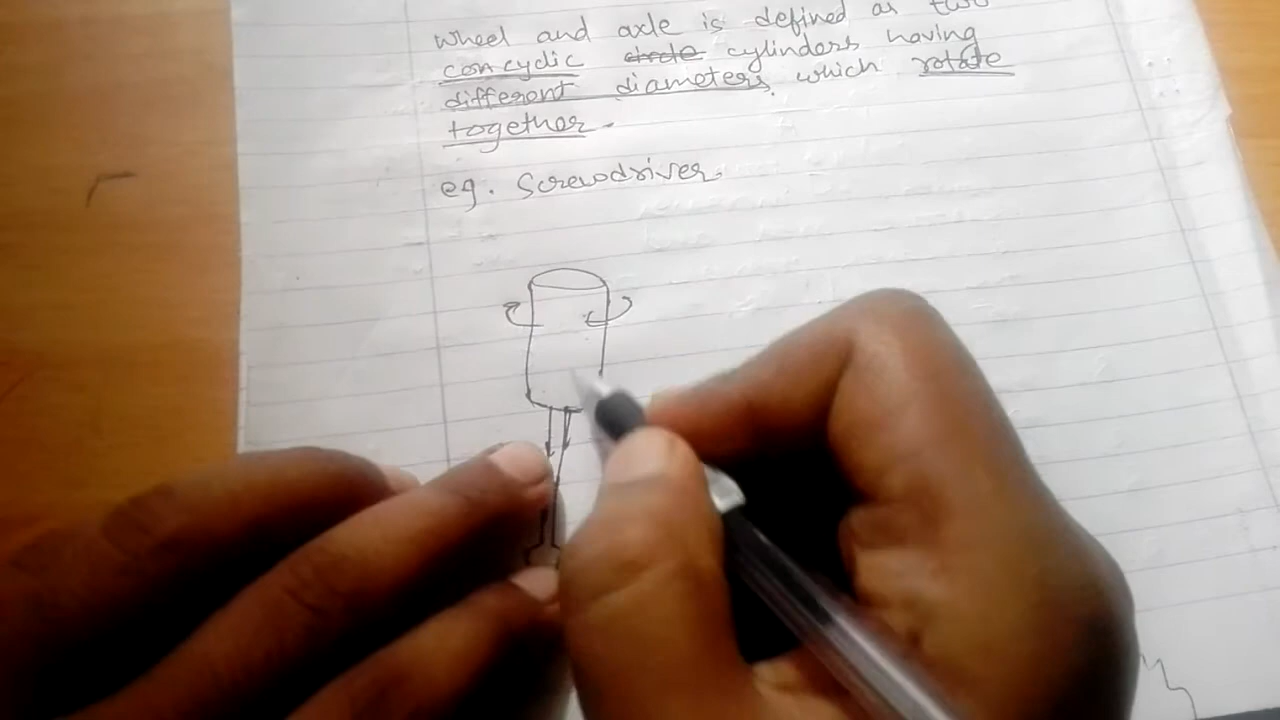 wheel and axle is defined as two
concyclic circle cylinders having
different diameters, which rotate
together.
eg. Screwdriver.